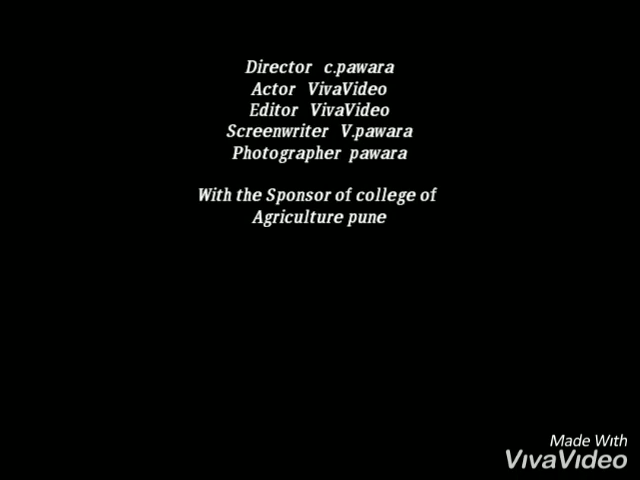 Director c.pawara
Actor VivaVideo
Editor VivaVideo
Screenwriter V.pawara
Photographer pawara
With the Sponsor of college of
Agriculture pune
Made With
VivaVideo